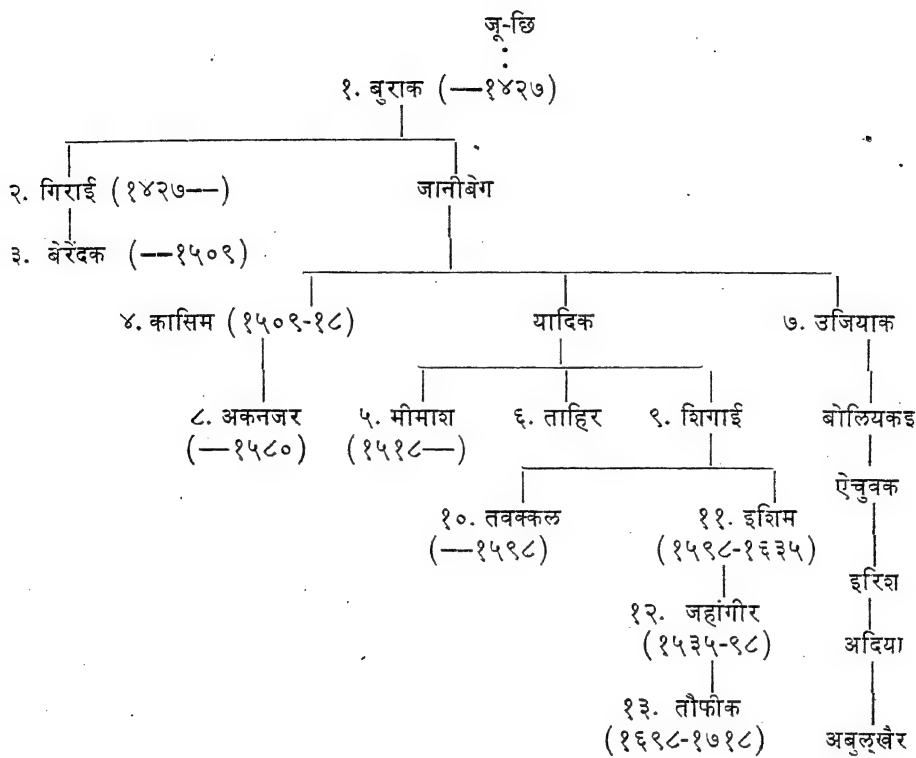 जू-छि
१. बुराक (—१४२७)
२. गिराई (१४२७—) जानीबेग
३. बेरेंदक (—१५०९)
४. कासिम (१५०९-१८) यादिक ७. उजियाक
८. अकनजर ५. मीमाश ६. ताहिर ९. शिगाई बोलियकइ
(—१५८०) (१५१८—)
ऐचुवक
१०. तवक्कल ११. इशिम
(—१५९८) (१५९८-१६३५)
इरिश
१२. जहांगीर
(१५३५-९८) अदिया
१३. तौफीक
(१६९८-१७१८) अबुल्खैर